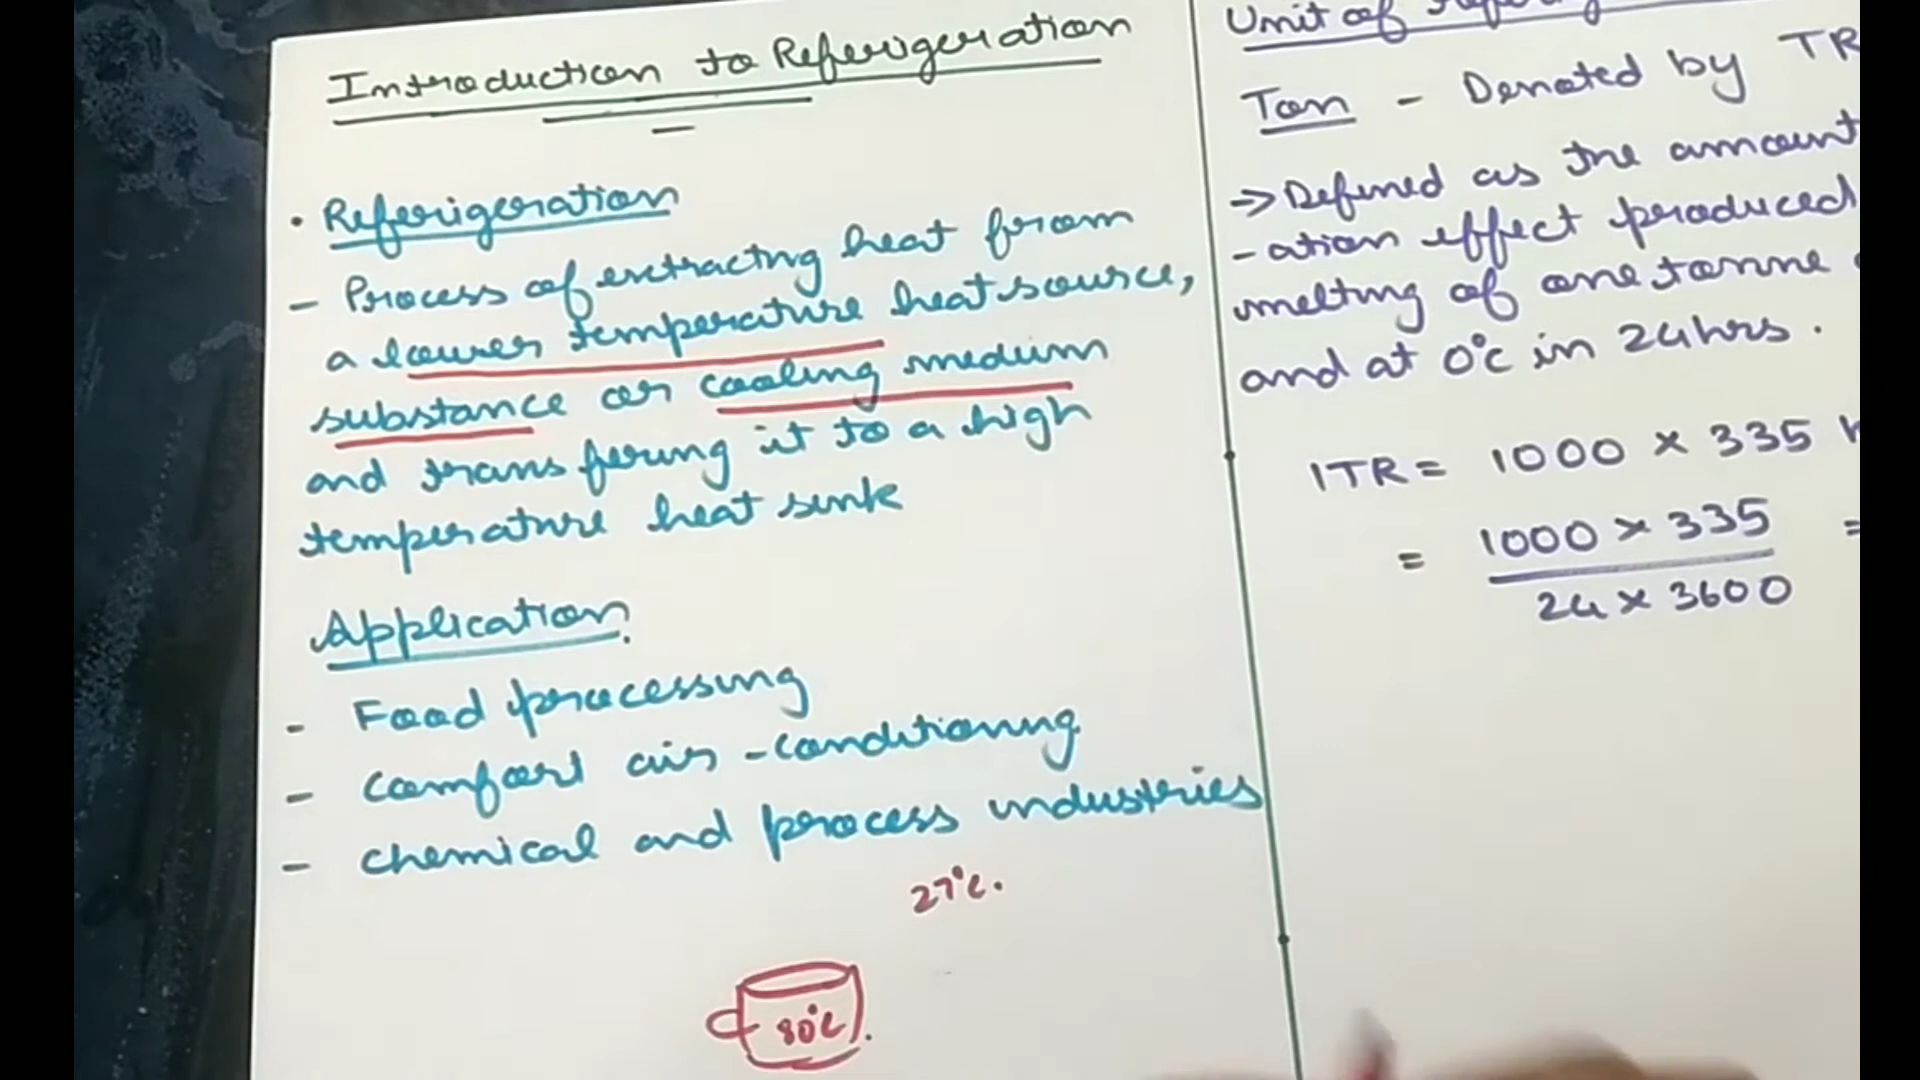 Introduction to Referigeration
• Referigeration
- Process of extracting heat from
a lower temperature heat source,
substance or cooling medium
and transfering it to a high
temperature heat sink
Application.
- Food processing
- Comfort air-conditioning
- chemical and process industries
27°C.
80°C
Unit of
Ton - Denoted by TR
→ Defined as the amount
-ation effect produced
melting of one tonne
and at 0°C in 24hrs.
1TR = 1000 × 335
= 1000 × 335 =
24 × 3600